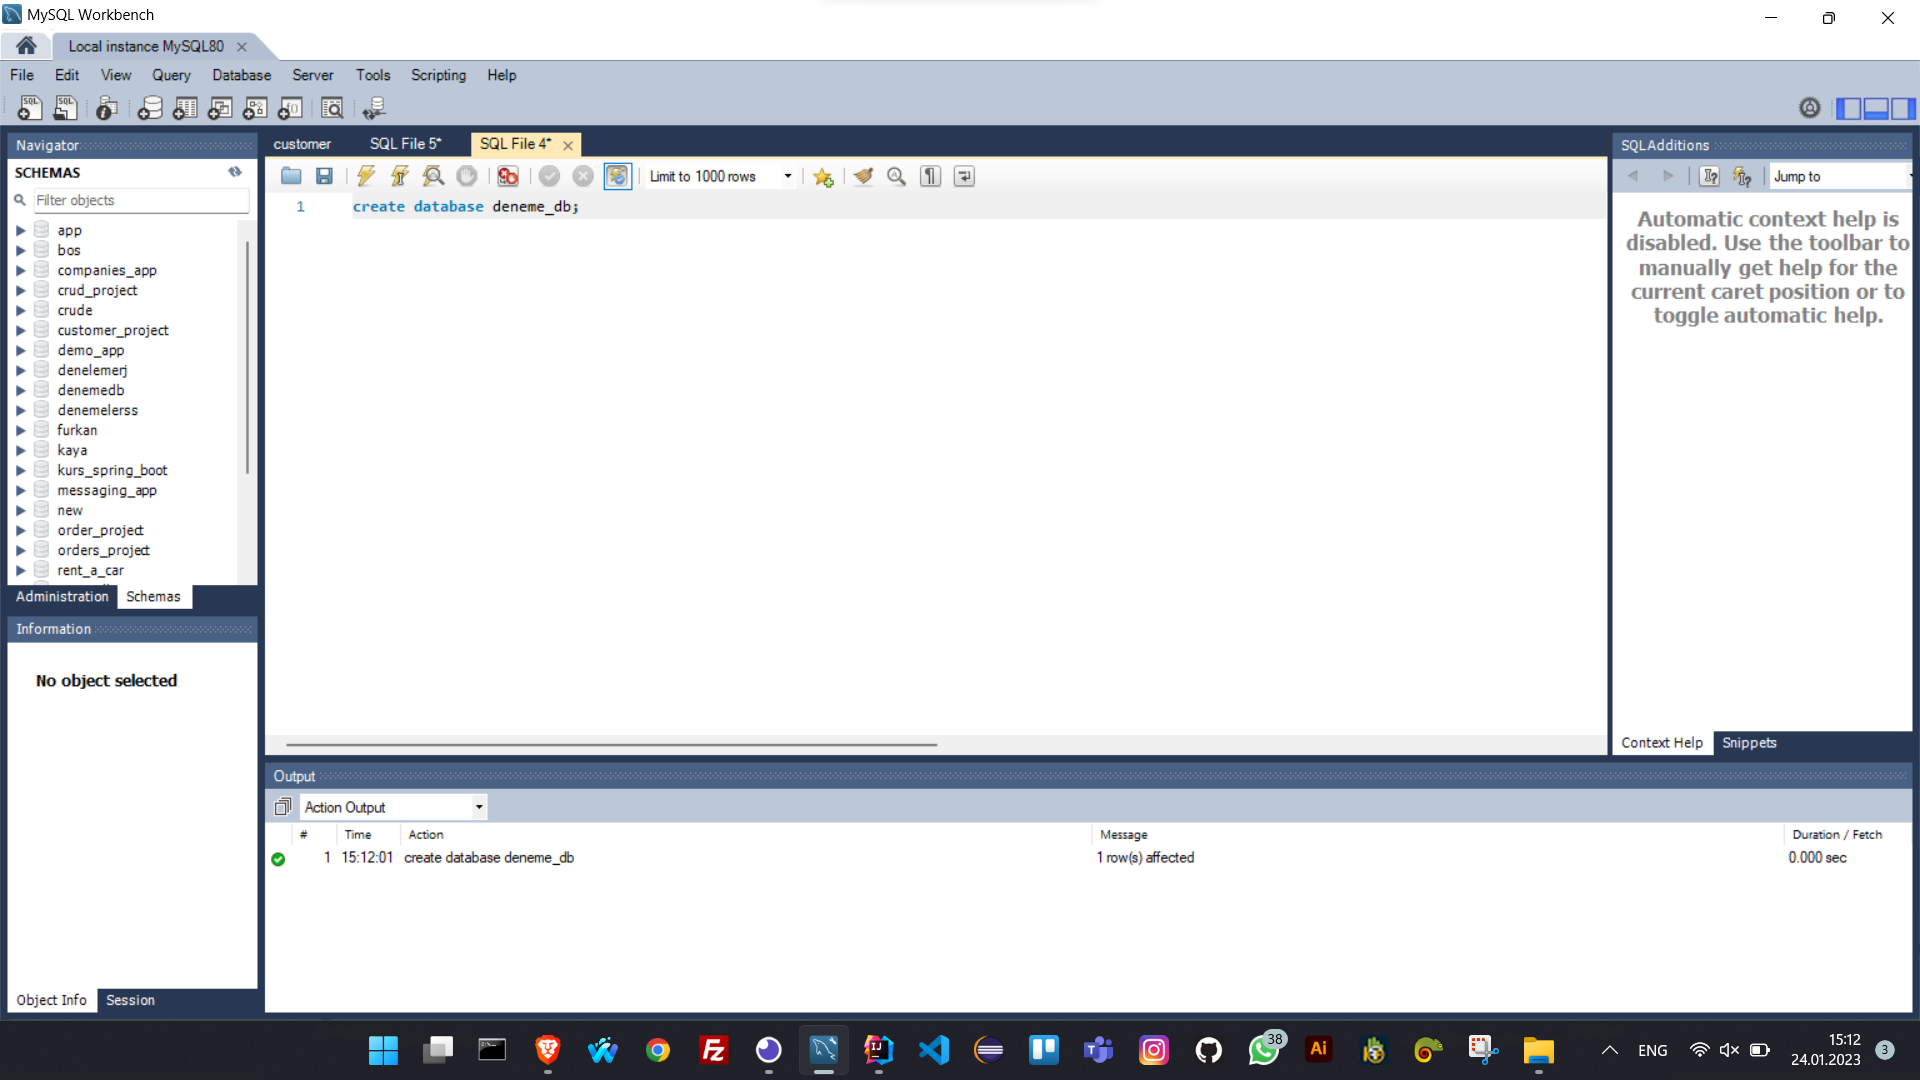 MySQL Workbench
Local instance MySQL80
File Edit View Query Database Server Tools Scripting Help
Navigator
SCHEMAS
Filter objects
app
bos
companies_app
crud_project
crude
customer_project
demo_app
denelemerj
denemedb
denemelerss
furkan
kaya
kurs_spring_boot
messaging_app
new
order_project
orders_project
rent_a_car
Administration Schemas
Information
No object selected
Object Info Session
customer SQL File 5* SQL File 4*
Limit to 1000 rows
1 create database deneme_db;
SQLAdditions
Jump to
Automatic context help is
disabled. Use the toolbar to
manually get help for the
current caret position or to
toggle automatic help.
Context Help Snippets
Output
Action Output
# Time Action Message Duration / Fetch
1 15:12:01 create database deneme_db 1 row(s) affected 0.000 sec
38
Ai
ENG
15:12
24.01.2023
3